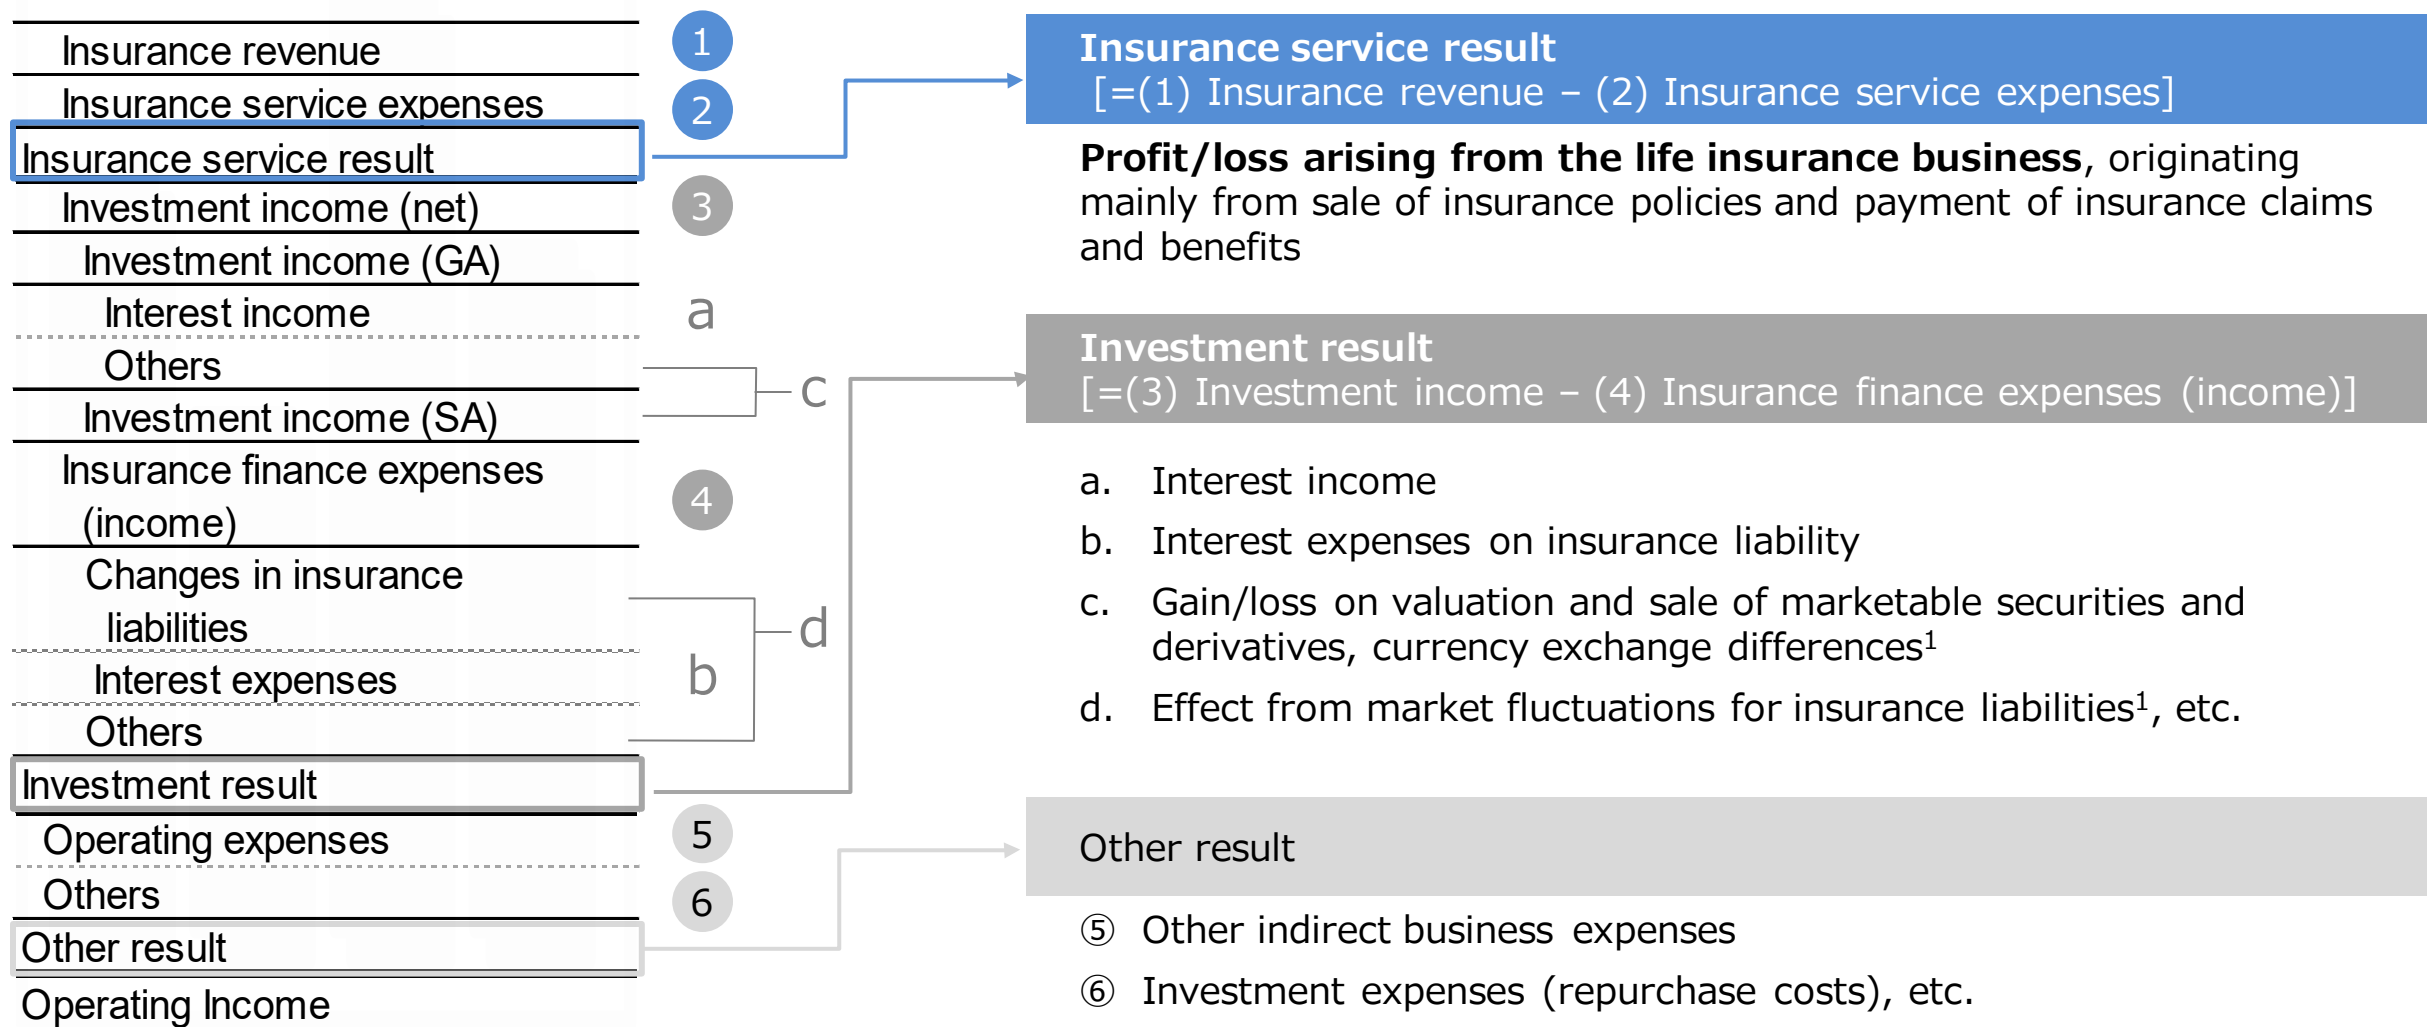 Insurance revenue
1
Insurance service expenses
2
Insurance service result
Investment income (net)
3
Investment income (GA)
Interest income
a
Others
c
Investment income (SA)
Insurance finance expenses
(income)
4
Changes in insurance
liabilities
d
Interest expenses
b
Others
Investment result
Operating expenses
5
Others
6
Other result
Operating Income
Insurance service result
[=(1) Insurance revenue – (2) Insurance service expenses]
Profit/loss arising from the life insurance business, originating
mainly from sale of insurance policies and payment of insurance claims
and benefits
Investment result
[=(3) Investment income – (4) Insurance finance expenses (income)]
a. Interest income
b. Interest expenses on insurance liability
c. Gain/loss on valuation and sale of marketable securities and
derivatives, currency exchange differences¹
d. Effect from market fluctuations for insurance liabilities¹, etc.
Other result
⑤ Other indirect business expenses
⑥ Investment expenses (repurchase costs), etc.